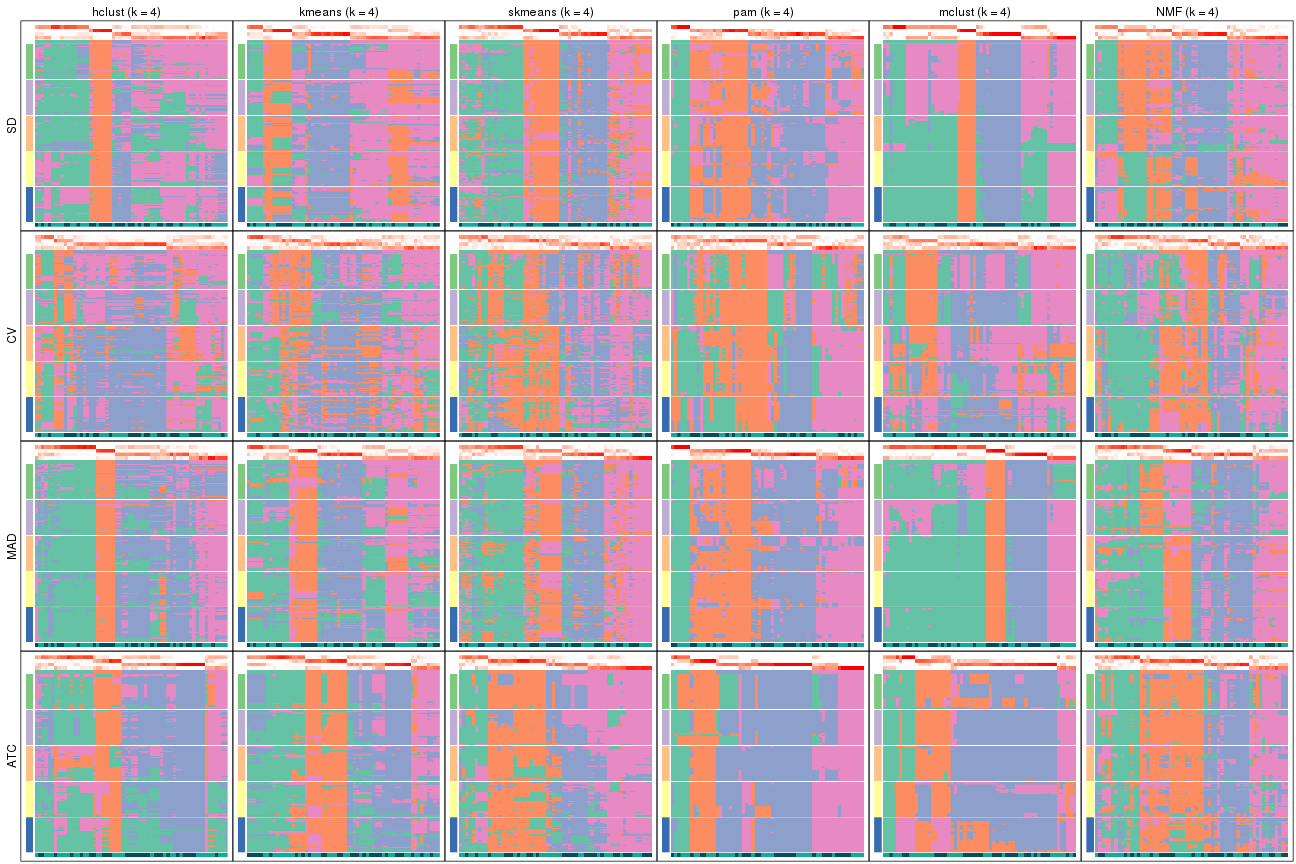 hclust (k = 4) kmeans (k = 4) skmeans (k = 4) pam (k = 4) mclust (k = 4) NMF (k = 4)
SD
CV
MAD
ATC